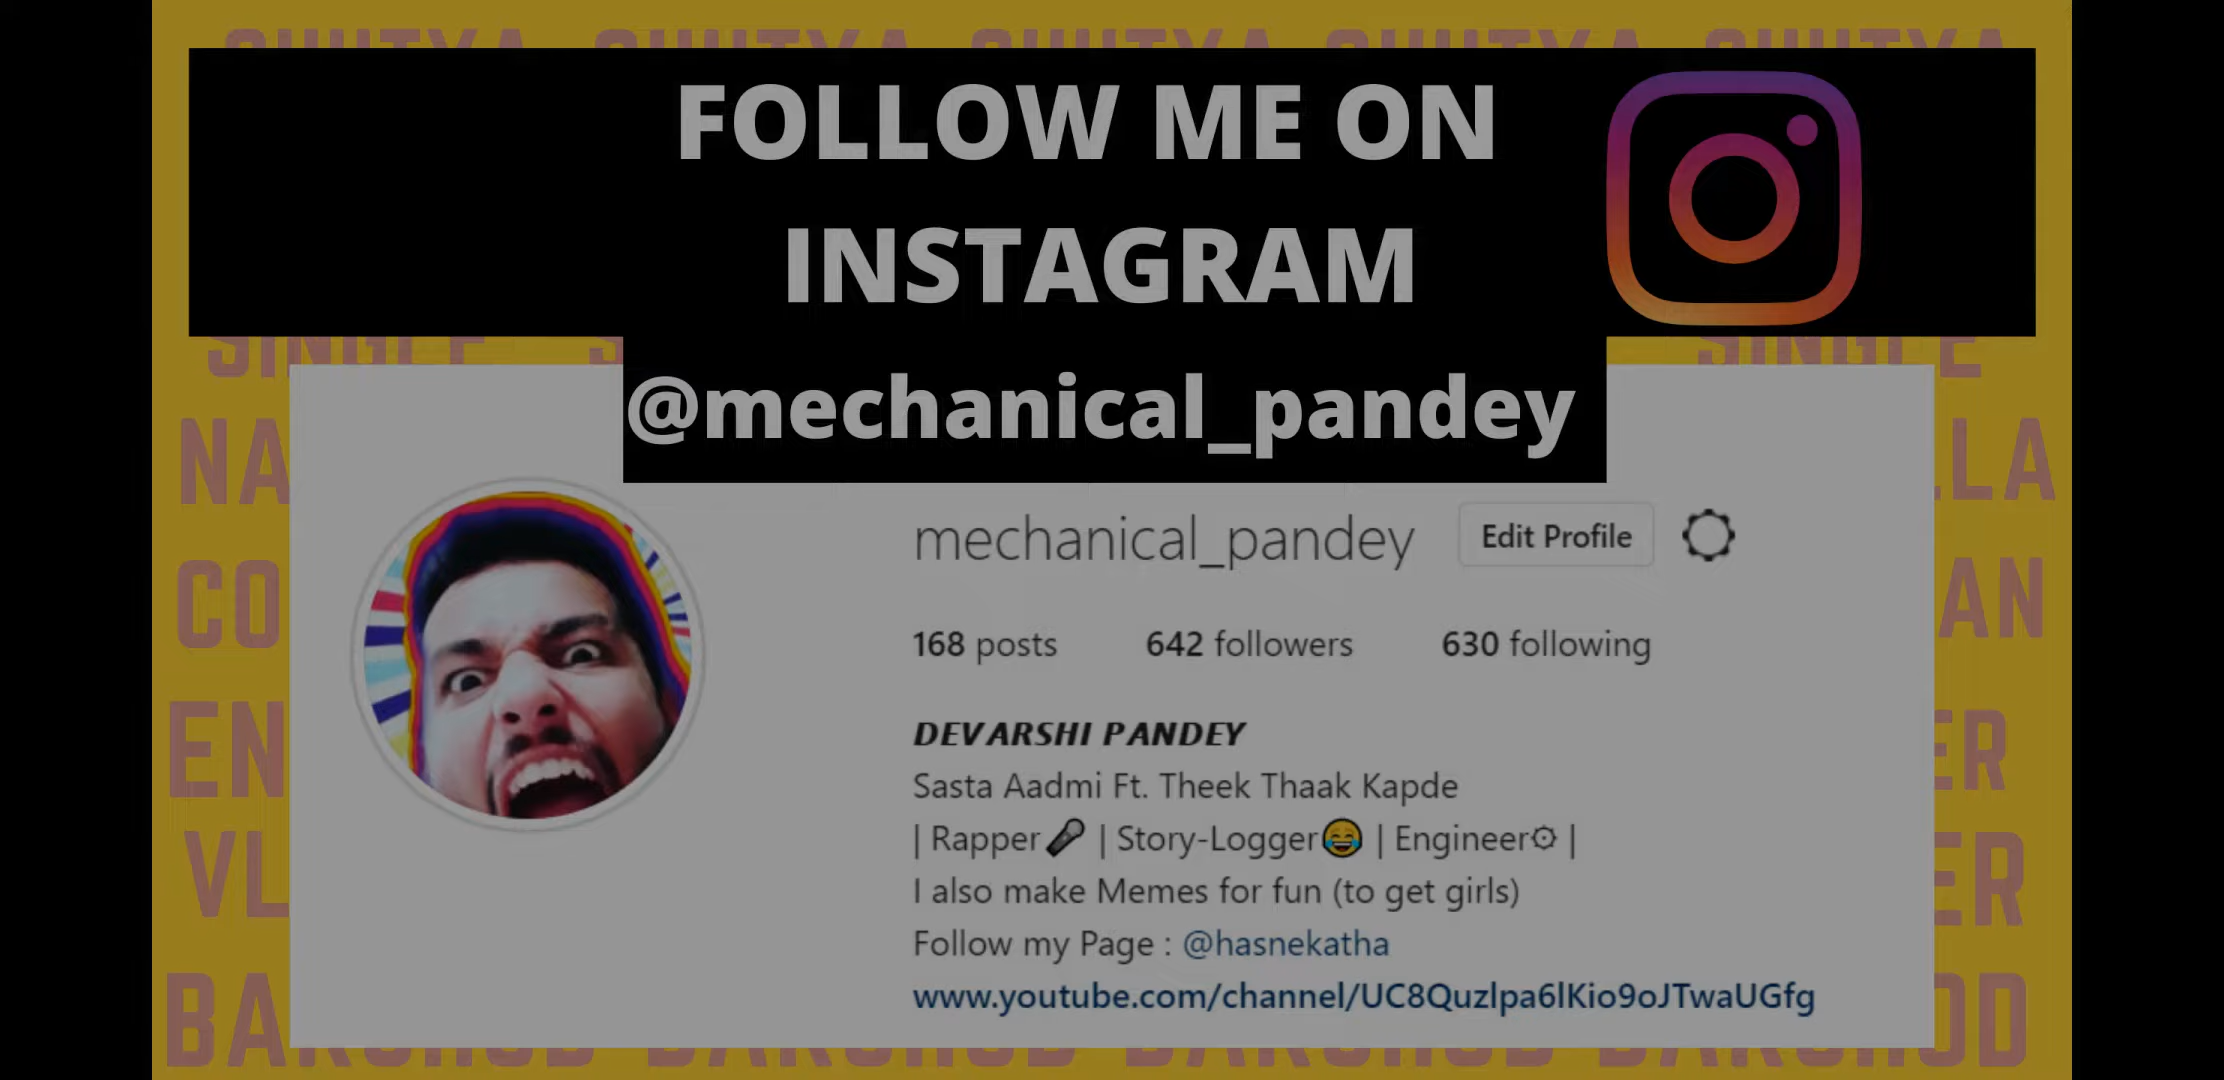 FOLLOW ME ON
INSTAGRAM
@mechanical_pandey
mechanical_pandey Edit Profile
168 posts 642 followers 630 following
DEVARSHI PANDEY
Sasta Aadmi Ft. Theek Thaak Kapde
| Rapper🎤 | Story-Logger😂 | Engineer⚙ |
I also make Memes for fun (to get girls)
Follow my Page : @hasnekatha
www.youtube.com/channel/UC8Quzlpa6lKio9oJTwaUGfg